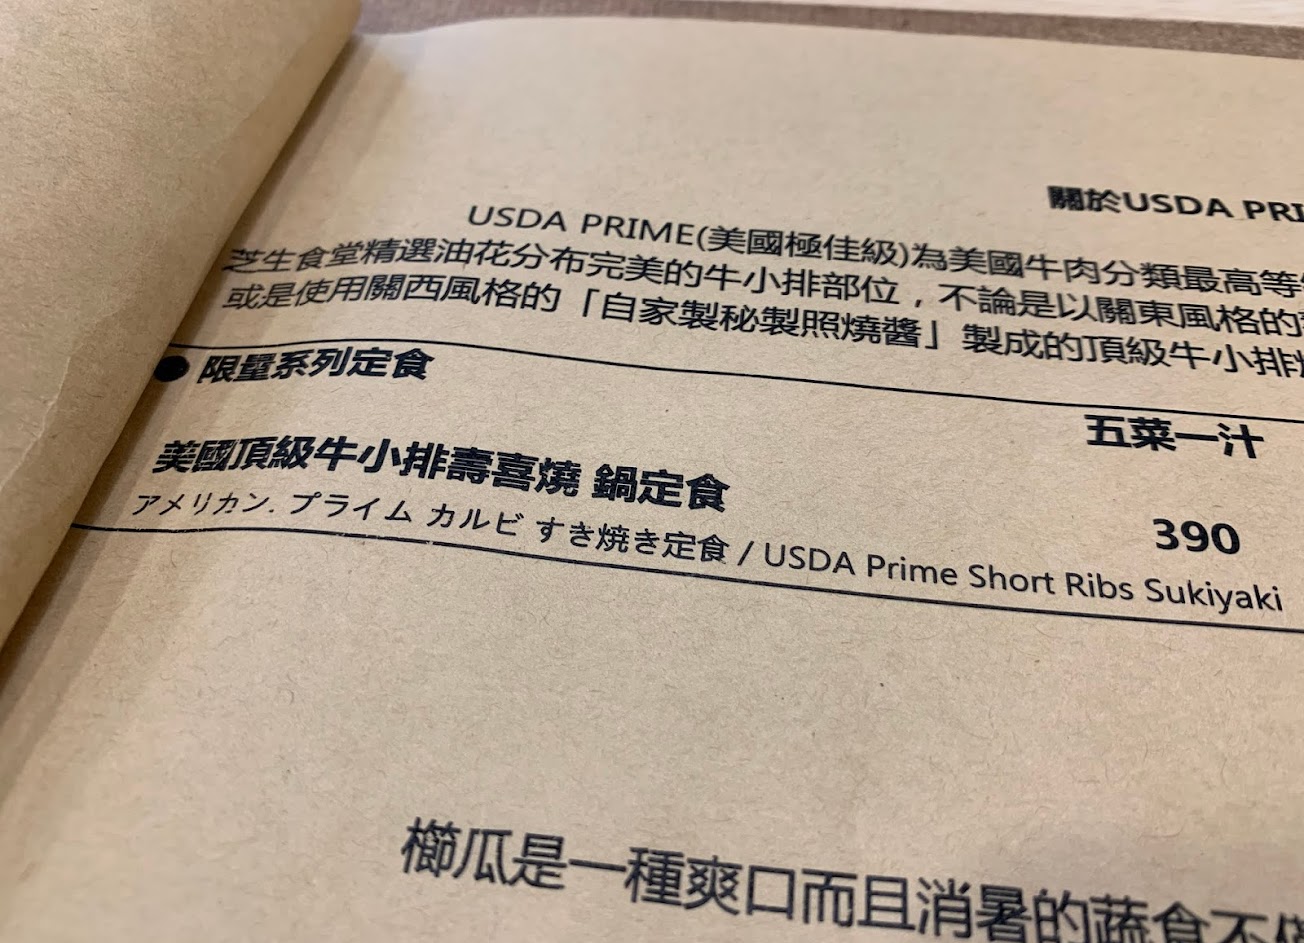 關於USDA PRI
USDA PRIME(美國極佳級)為美國牛肉分類最高等
芝生食堂精選油花分布完美的牛小排部位，不論是以關東風格的
或是使用關西風格的「自家製秘製照燒醬」製成的頂級牛小排
● 限量系列定食
五菜一汁
美國頂級牛小排壽喜燒 鍋定食
390
アメリカン. プライム カルビ すき焼き定食 / USDA Prime Short Ribs Sukiyaki
櫛瓜是一種爽口而且消暑的蔬食不